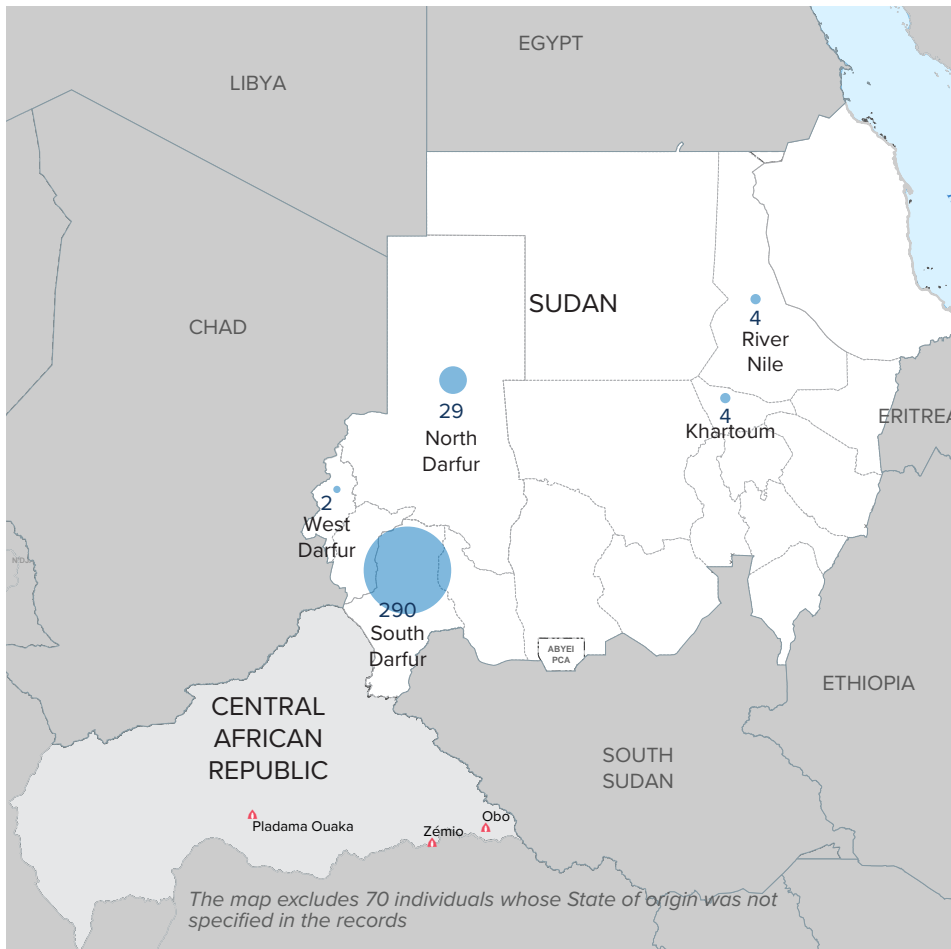 EGYPT
LIBYA
SUDAN
CHAD
4
River
Nile
29
North
Darfur
4
Khartoum
ERITREA
2
West
Darfur
290
South
Darfur
ABYEI
PCA
ETHIOPIA
CENTRAL
AFRICAN
REPUBLIC
SOUTH
SUDAN
Pladama Ouaka
Zémio
Obo
The map excludes 70 individuals whose State of origin was not
specified in the records